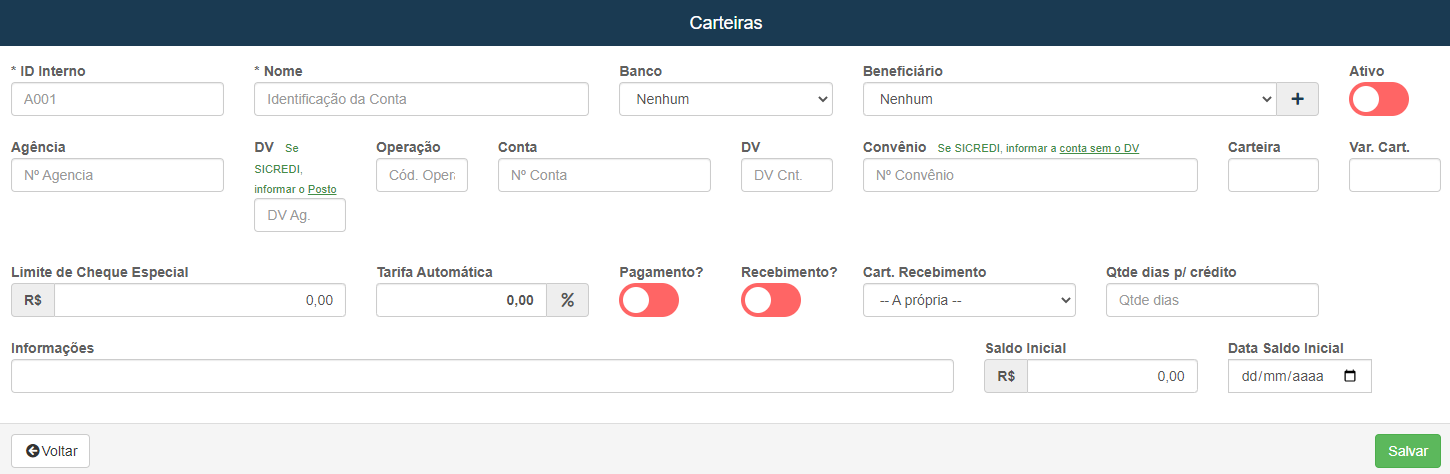 Carteiras
* ID Interno
* Nome
Banco
Beneficiário
Ativo
A001
Identificação da Conta
Nenhum
Nenhum
+
Agência
DV Se
SICREDI,
informar o Posto
Operação
Conta
DV
Convênio Se SICREDI, informar a conta sem o DV
Carteira
Var. Cart.
Nº Agencia
DV Ag.
Cód. Oper
Nº Conta
DV Cnt.
Nº Convênio
Limite de Cheque Especial
Tarifa Automática
Pagamento?
Recebimento?
Cart. Recebimento
Qtde dias p/ crédito
R$ 0,00
0,00 %
-- A própria --
Qtde dias
Informações
Saldo Inicial
Data Saldo Inicial
R$ 0,00
dd/mm/aaaa
Voltar
Salvar